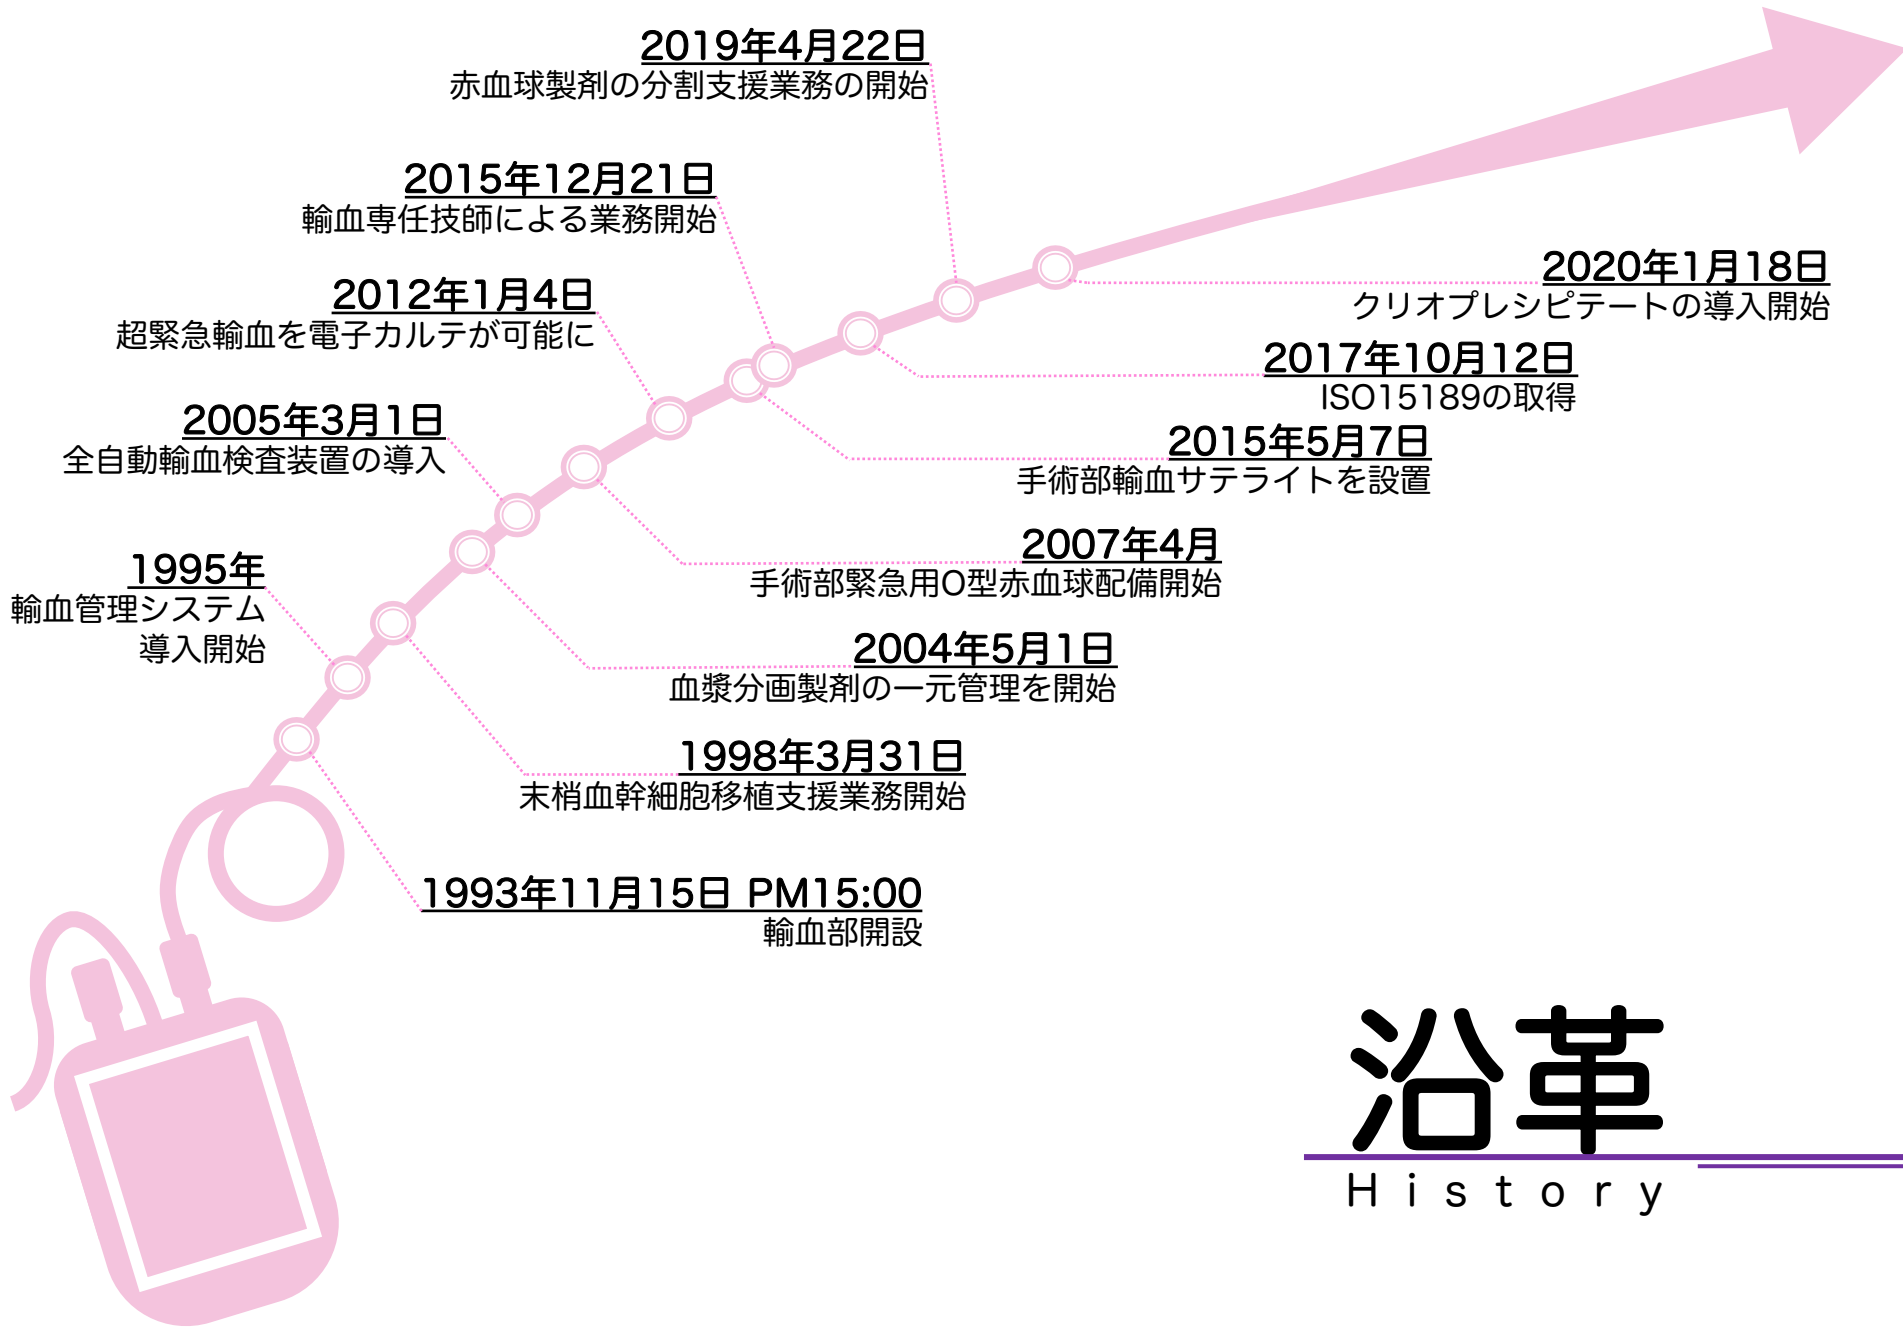 2019年4月22日
赤血球製剤の分割支援業務の開始
2015年12月21日
輸血専任技師による業務開始
2012年1月4日
超緊急輸血を電子カルテが可能に
2005年3月1日
全自動輸血検査装置の導入
1995年
輸血管理システム
導入開始
2020年1月18日
クリオプレシピテートの導入開始
2017年10月12日
ISO15189の取得
2015年5月7日
手術部輸血サテライトを設置
2007年4月
手術部緊急用O型赤血球配備開始
2004年5月1日
血漿分画製剤の一元管理を開始
1998年3月31日
末梢血幹細胞移植支援業務開始
1993年11月15日 PM15:00
輸血部開設
沿革
History